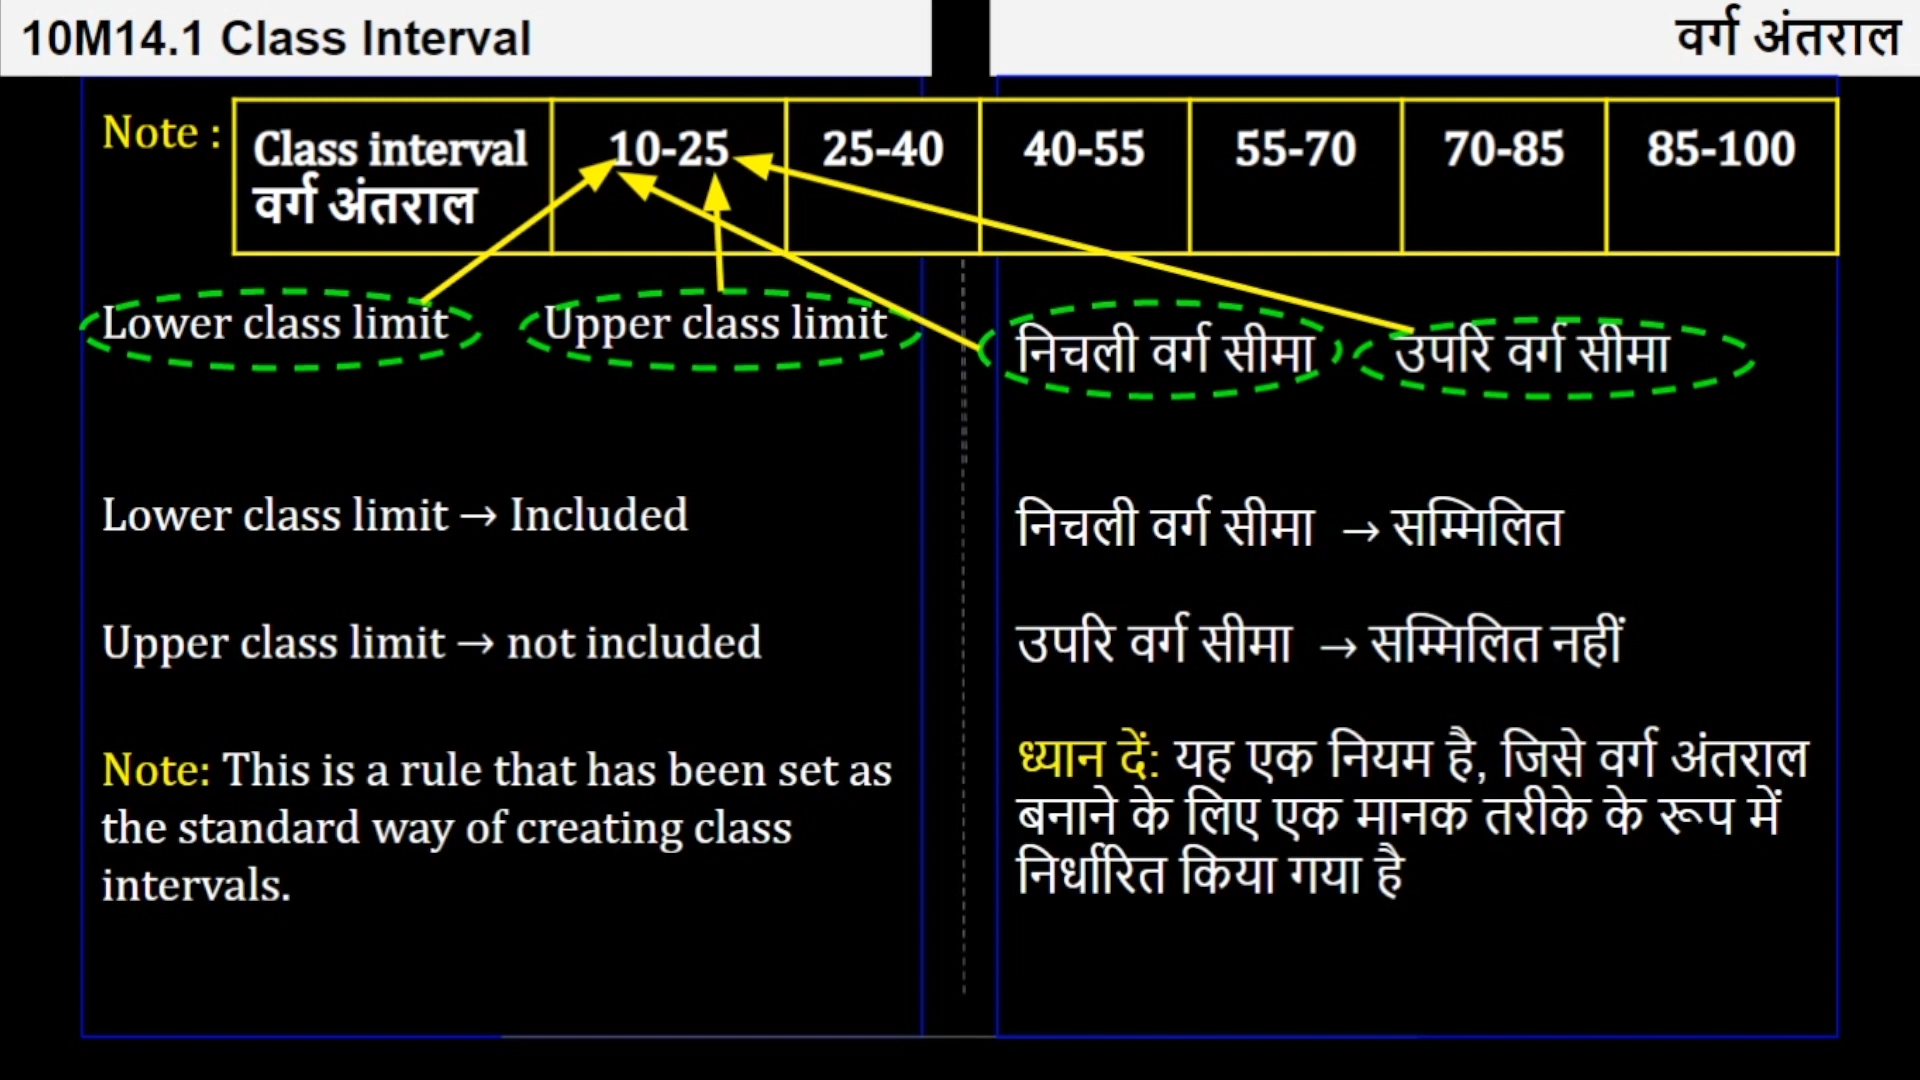 10M14.1 Class Interval
वर्ग अंतराल
Note :
Class interval 10-25 25-40 40-55 55-70 70-85 85-100
वर्ग अंतराल
Lower class limit Upper class limit
निचली वर्ग सीमा उपरि वर्ग सीमा
Lower class limit → Included
Upper class limit → not included
Note: This is a rule that has been set as
the standard way of creating class
intervals.
निचली वर्ग सीमा → सम्मिलित
उपरि वर्ग सीमा → सम्मिलित नहीं
ध्यान दें: यह एक नियम है, जिसे वर्ग अंतराल
बनाने के लिए एक मानक तरीके के रूप में
निर्धारित किया गया है